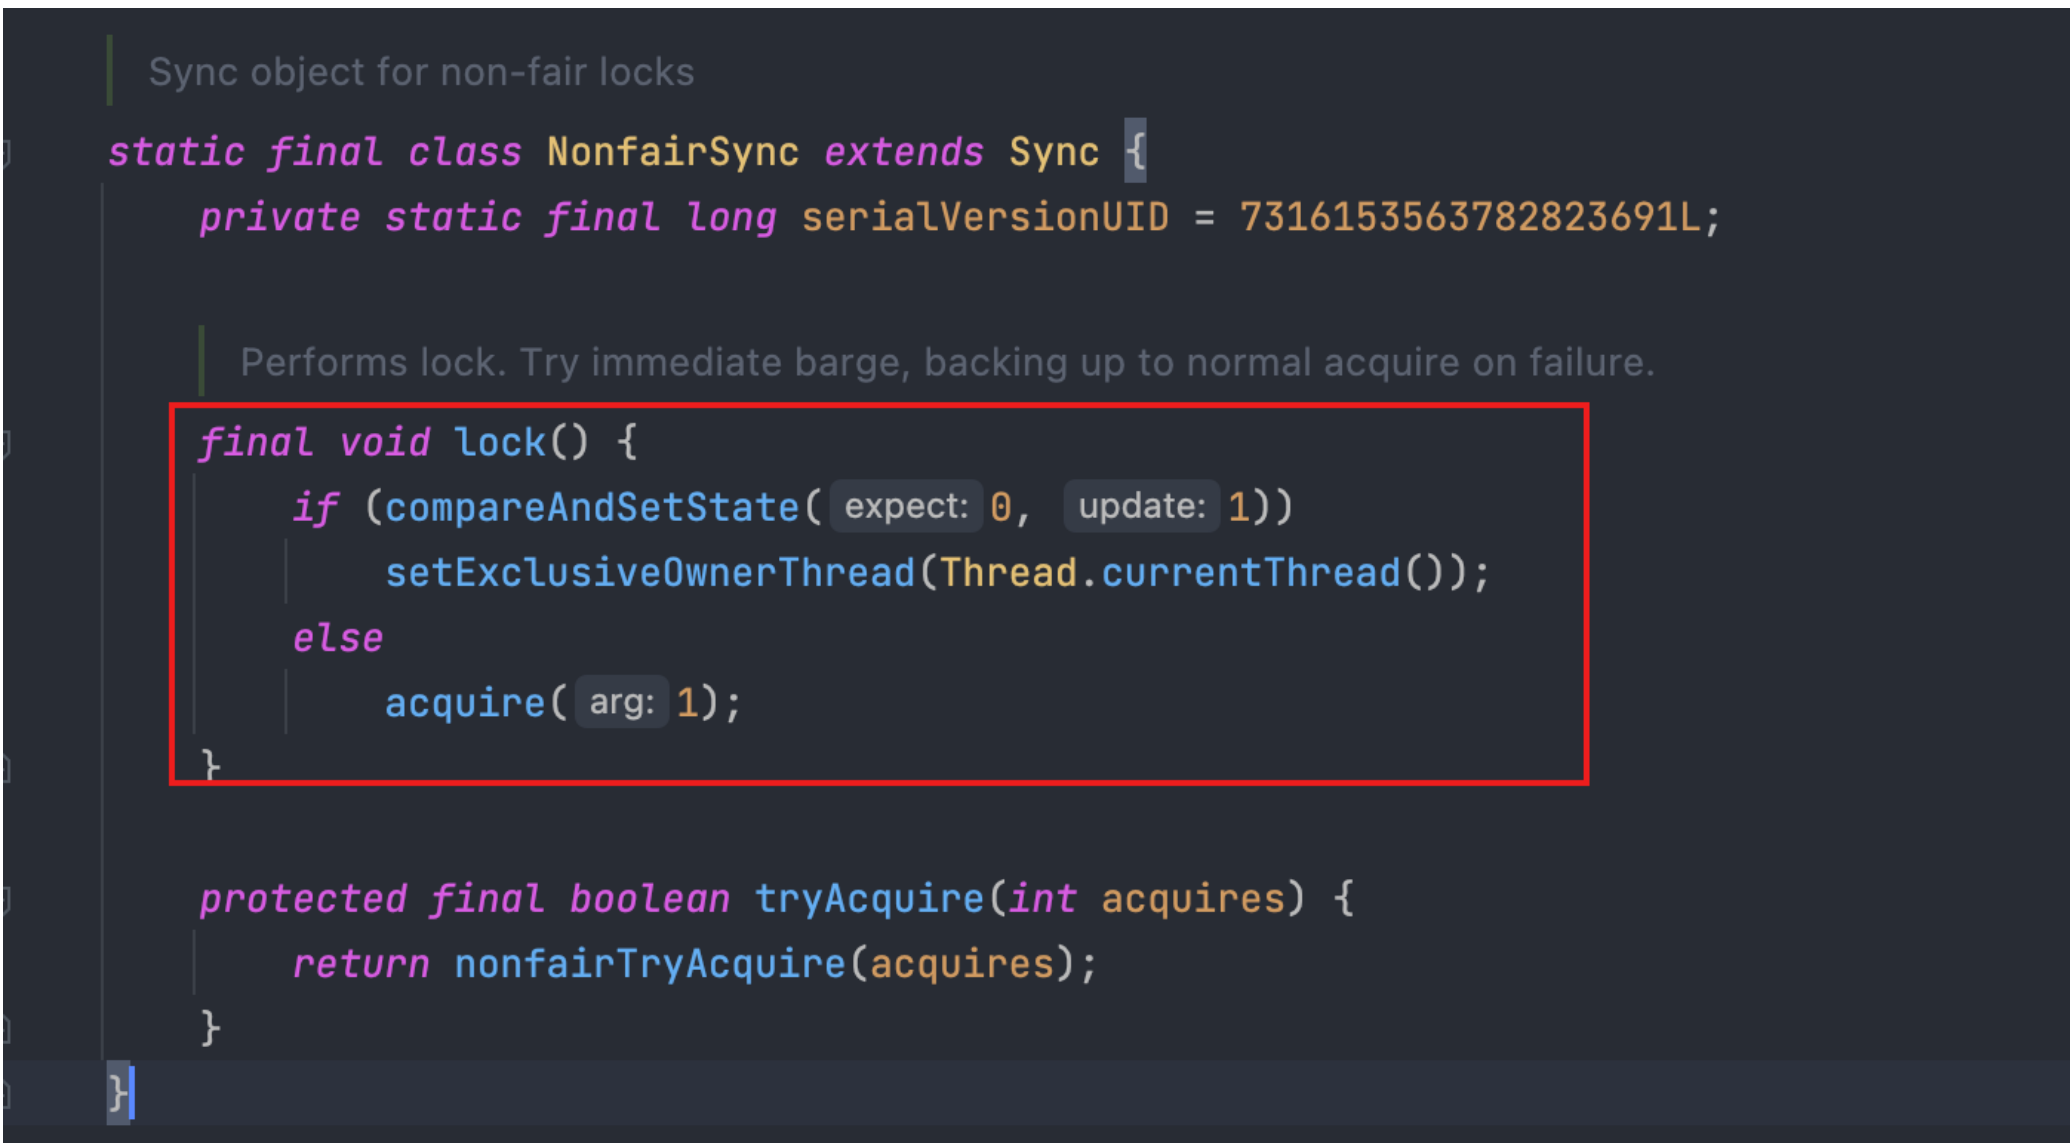 Sync object for non-fair locks
static final class NonfairSync extends Sync {
private static final long serialVersionUID = 7316153563782823691L;
Performs lock. Try immediate barge, backing up to normal acquire on failure.
final void lock() {
if (compareAndSetState( expect: 0, update: 1))
setExclusiveOwnerThread(Thread.currentThread());
else
acquire( arg: 1);
}
protected final boolean tryAcquire(int acquires) {
return nonfairTryAcquire(acquires);
}
}